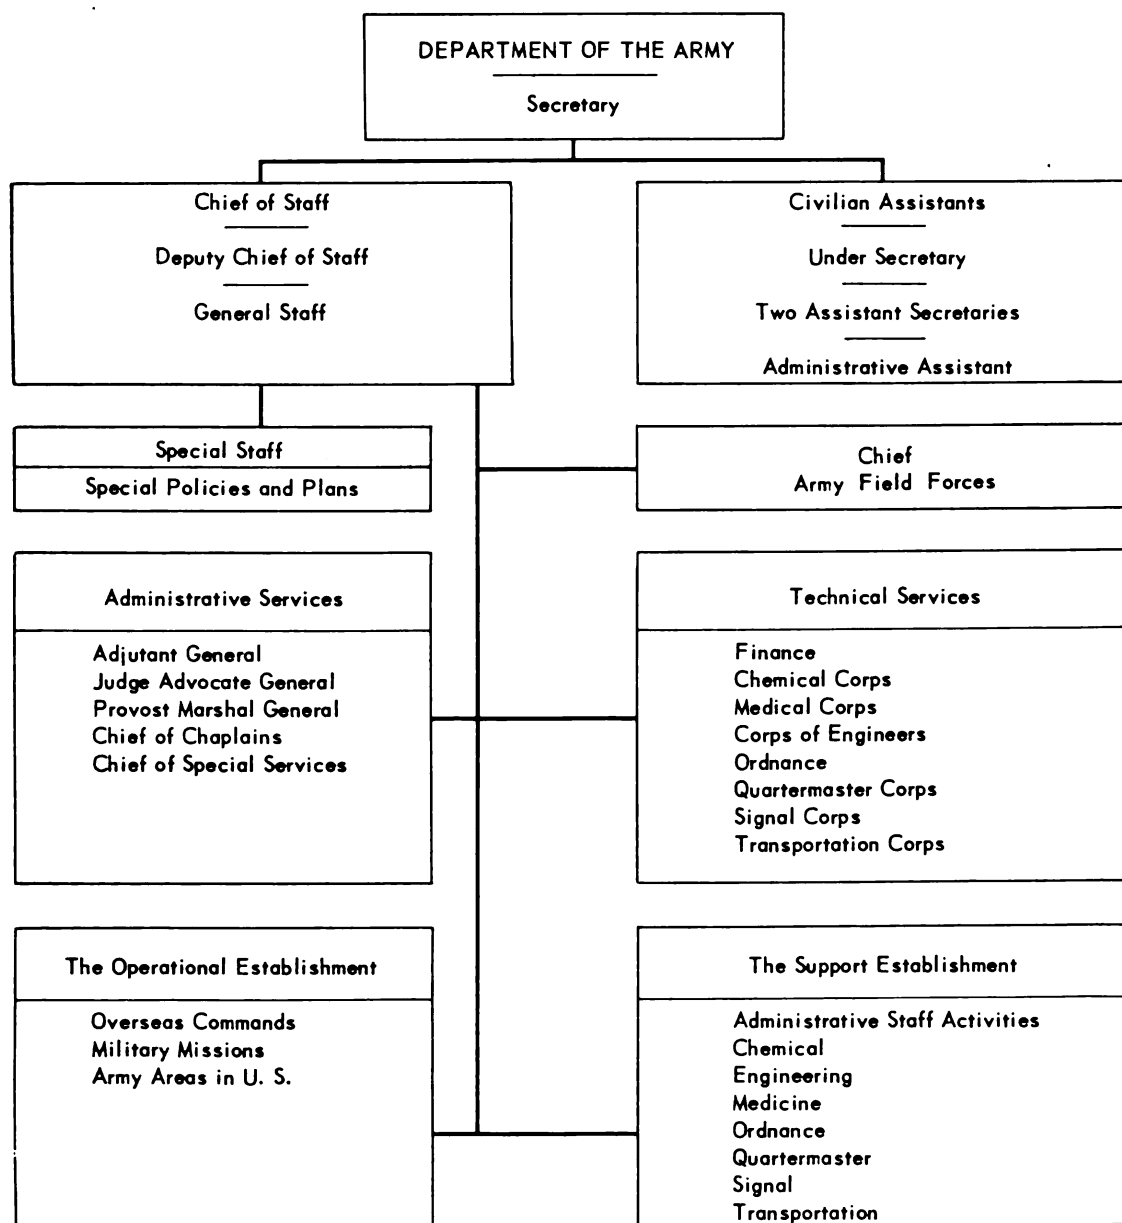 DEPARTMENT OF THE ARMY
Secretary
Chief of Staff
Deputy Chief of Staff
General Staff
Civilian Assistants
Under Secretary
Two Assistant Secretaries
Administrative Assistant
Special Staff
Special Policies and Plans
Chief
Army Field Forces
Administrative Services
Adjutant General
Judge Advocate General
Provost Marshal General
Chief of Chaplains
Chief of Special Services
Technical Services
Finance
Chemical Corps
Medical Corps
Corps of Engineers
Ordnance
Quartermaster Corps
Signal Corps
Transportation Corps
The Operational Establishment
Overseas Commands
Military Missions
Army Areas in U. S.
The Support Establishment
Administrative Staff Activities
Chemical
Engineering
Medicine
Ordnance
Quartermaster
Signal
Transportation